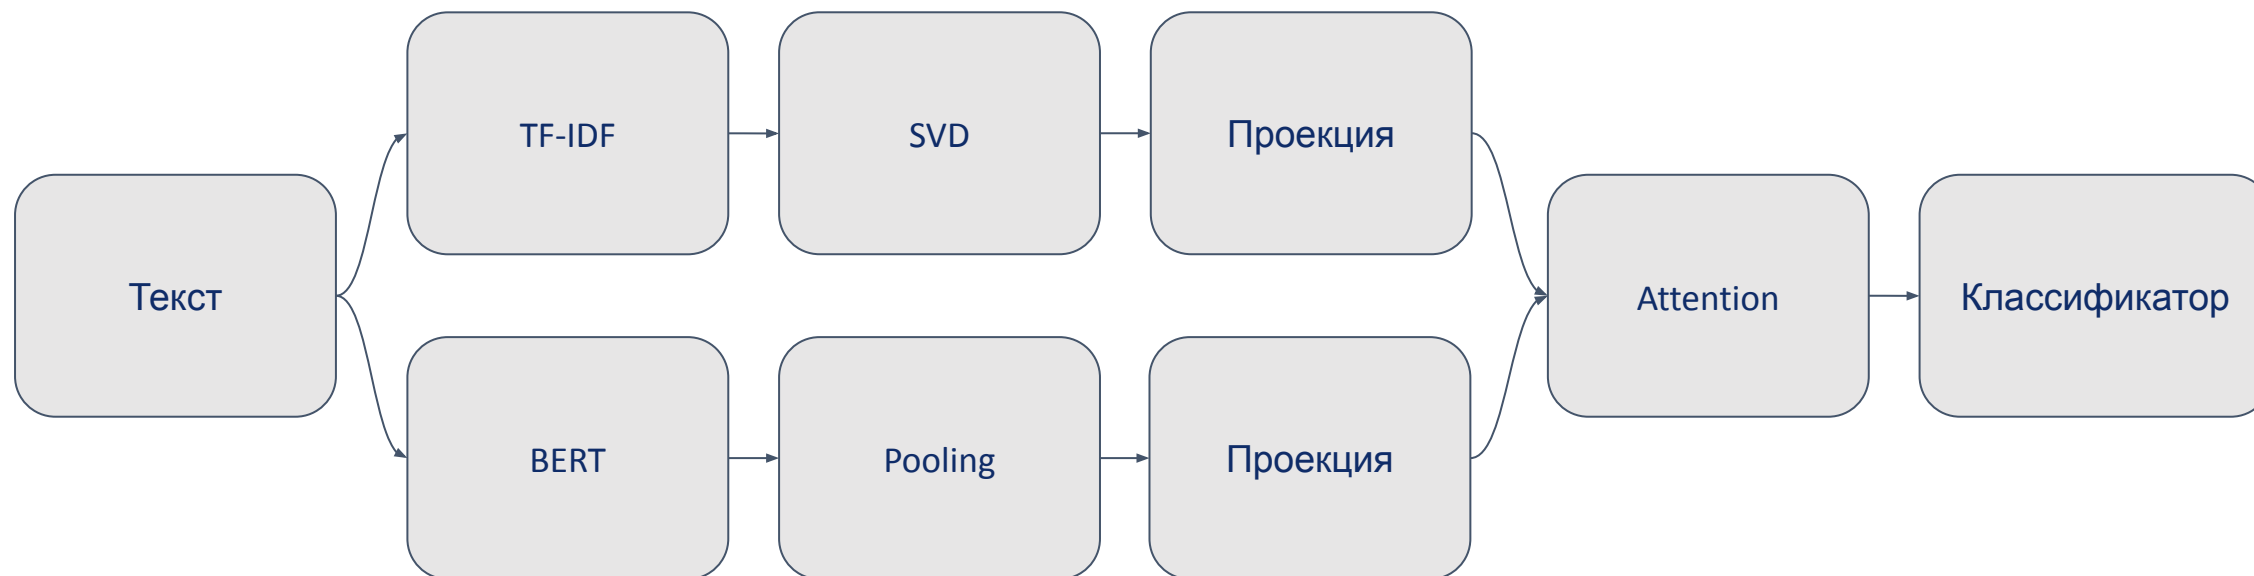 Текст
TF-IDF
SVD
Проекция
BERT
Pooling
Проекция
Attention
Классификатор